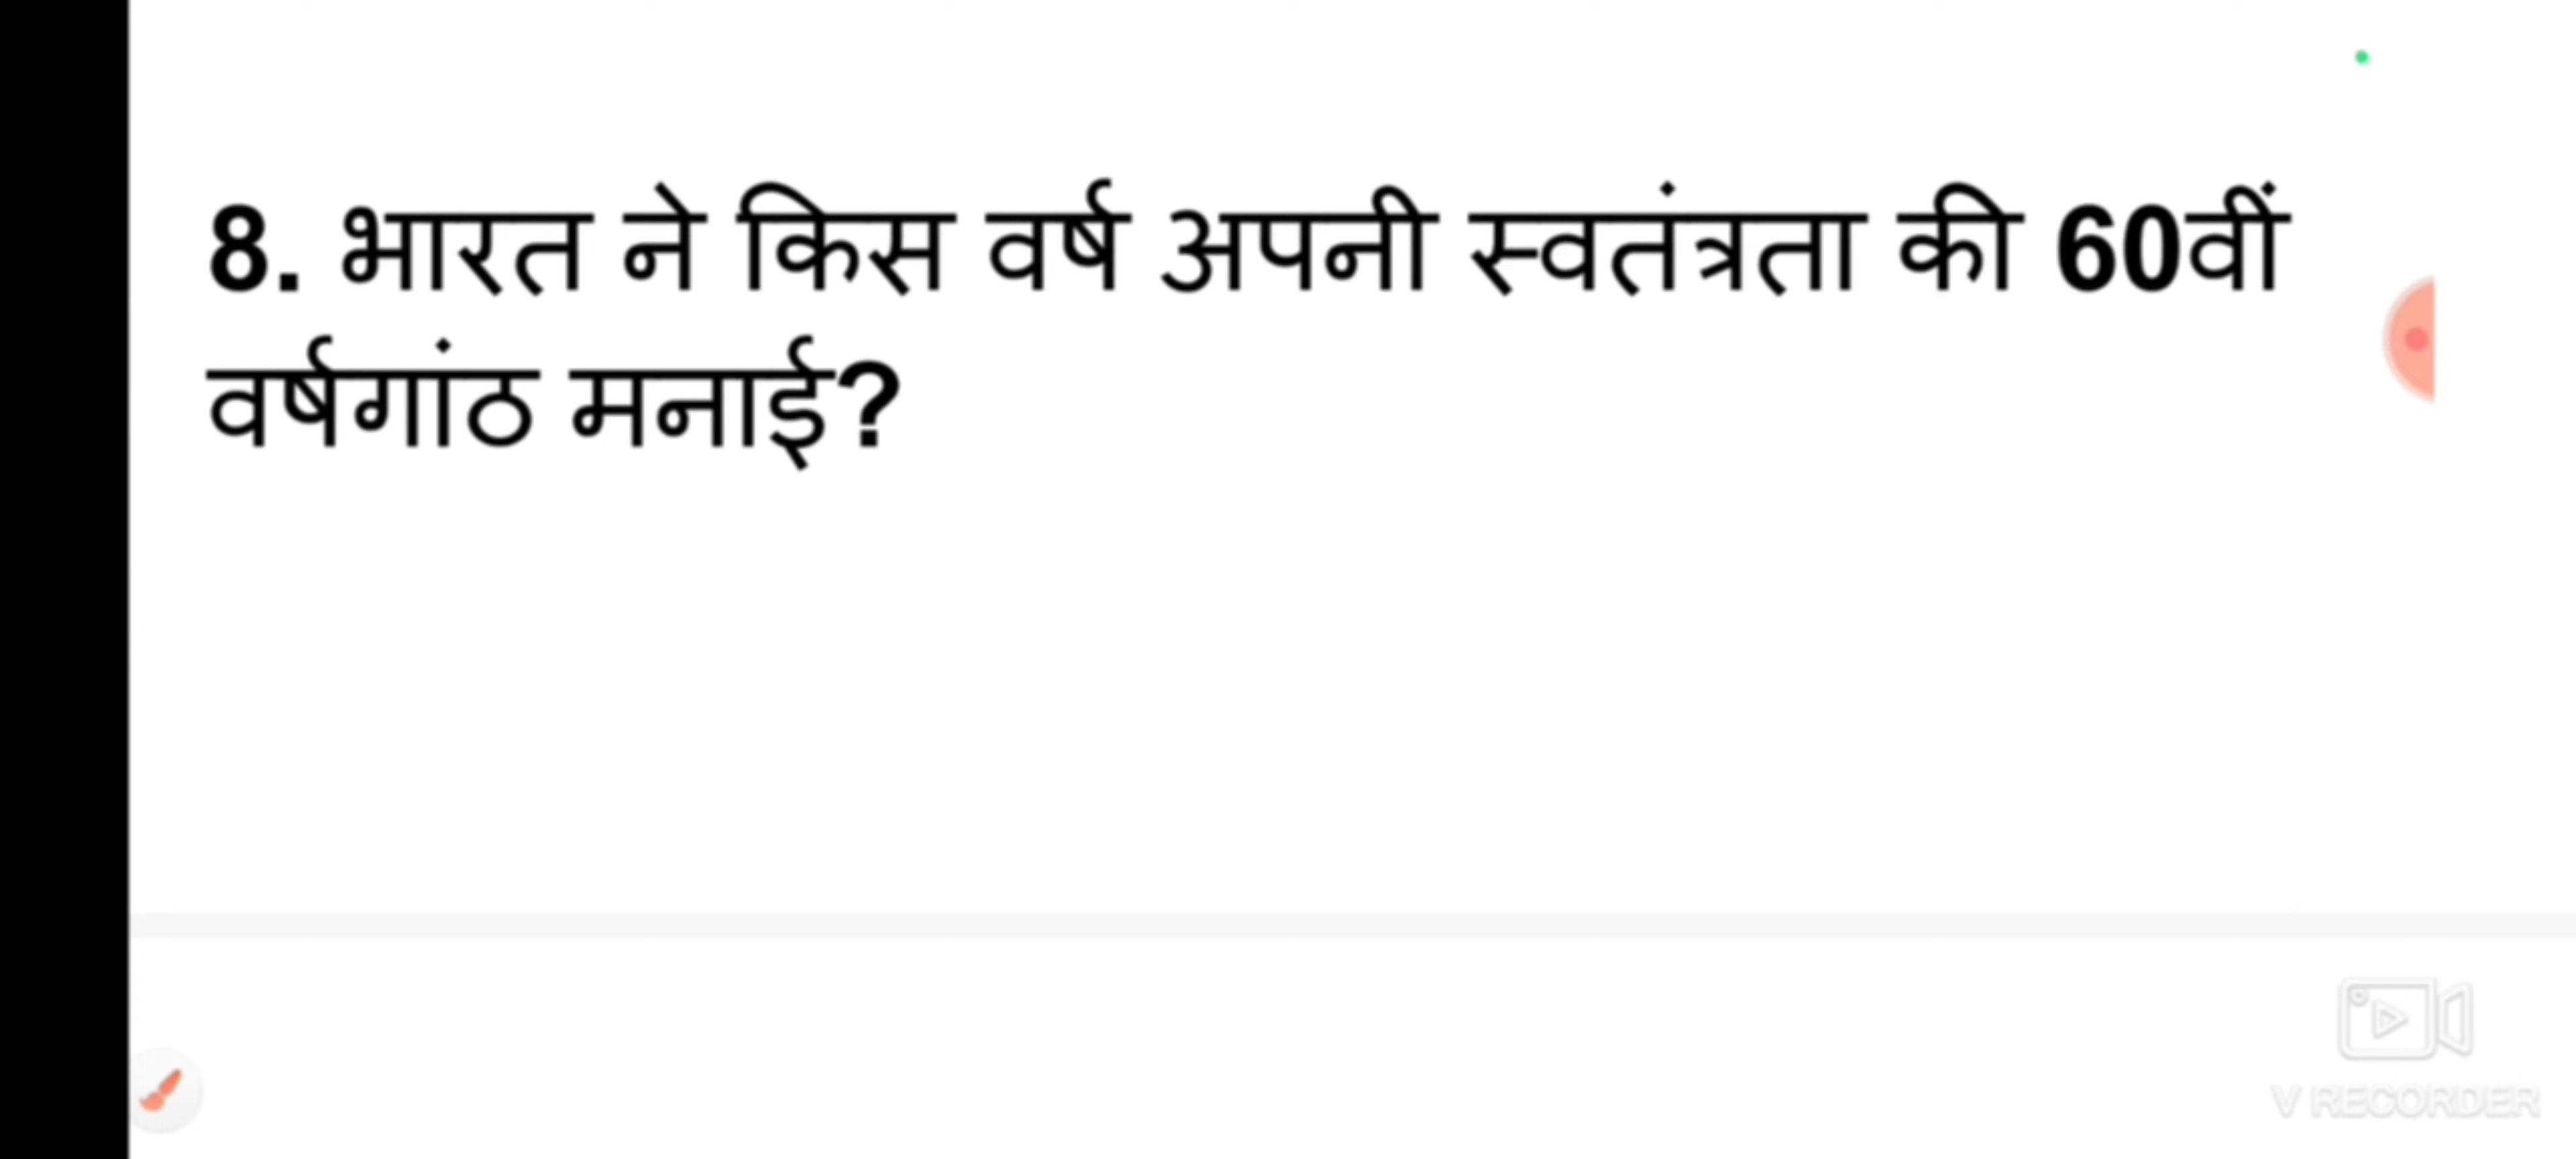 8. भारत ने किस वर्ष अपनी स्वतंत्रता की 60वीं
वर्षगांठ मनाई?
V RECORDER